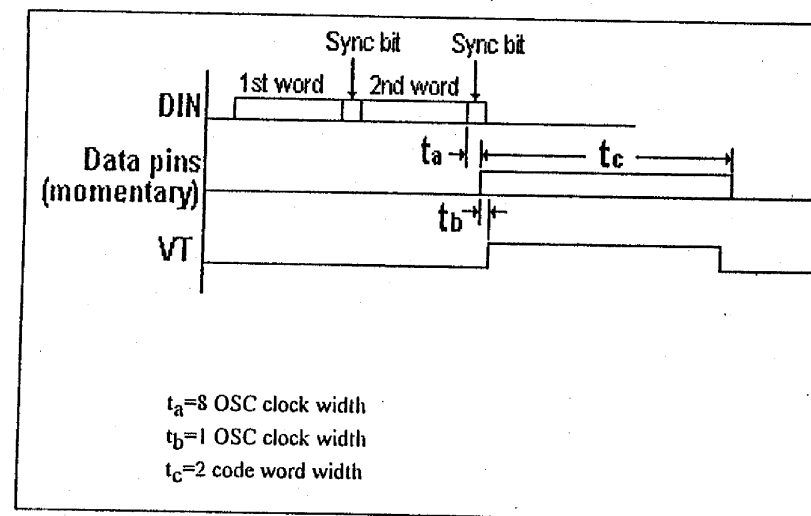 Sync bit Sync bit
1st word 2nd word
DIN
ta tc
Data pins
(momentary)
tb
VT
ta=8 OSC clock width
tb=1 OSC clock width
tc=2 code word width